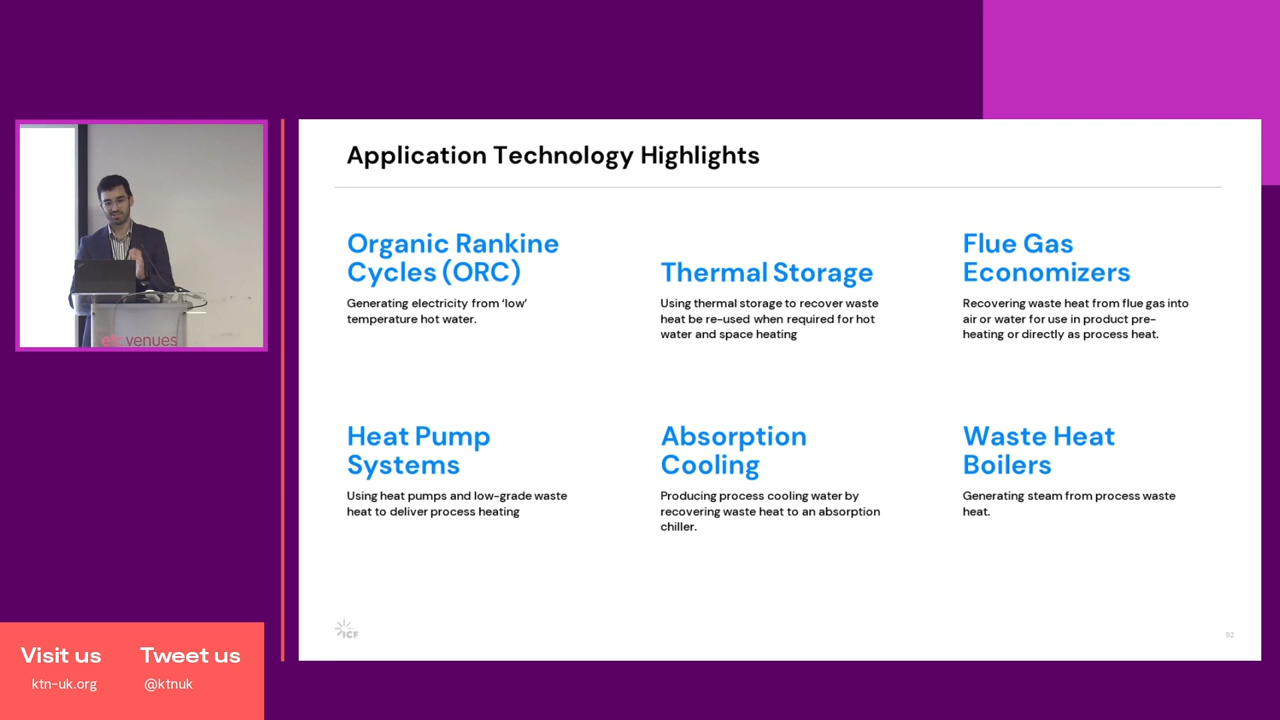 Application Technology Highlights
Organic Rankine
Cycles (ORC)
Generating electricity from ‘low’
temperature hot water.
Thermal Storage
Using thermal storage to recover waste
heat be re-used when required for hot
water and space heating
Flue Gas
Economizers
Recovering waste heat from flue gas into
air or water for use in product pre-
heating or directly as process heat.
Heat Pump
Systems
Using heat pumps and low-grade waste
heat to deliver process heating
Absorption
Cooling
Producing process cooling water by
recovering waste heat to an absorption
chiller.
Waste Heat
Boilers
Generating steam from process waste
heat.
ICF
92
venues
Visit us
ktn-uk.org
Tweet us
@ktnuk